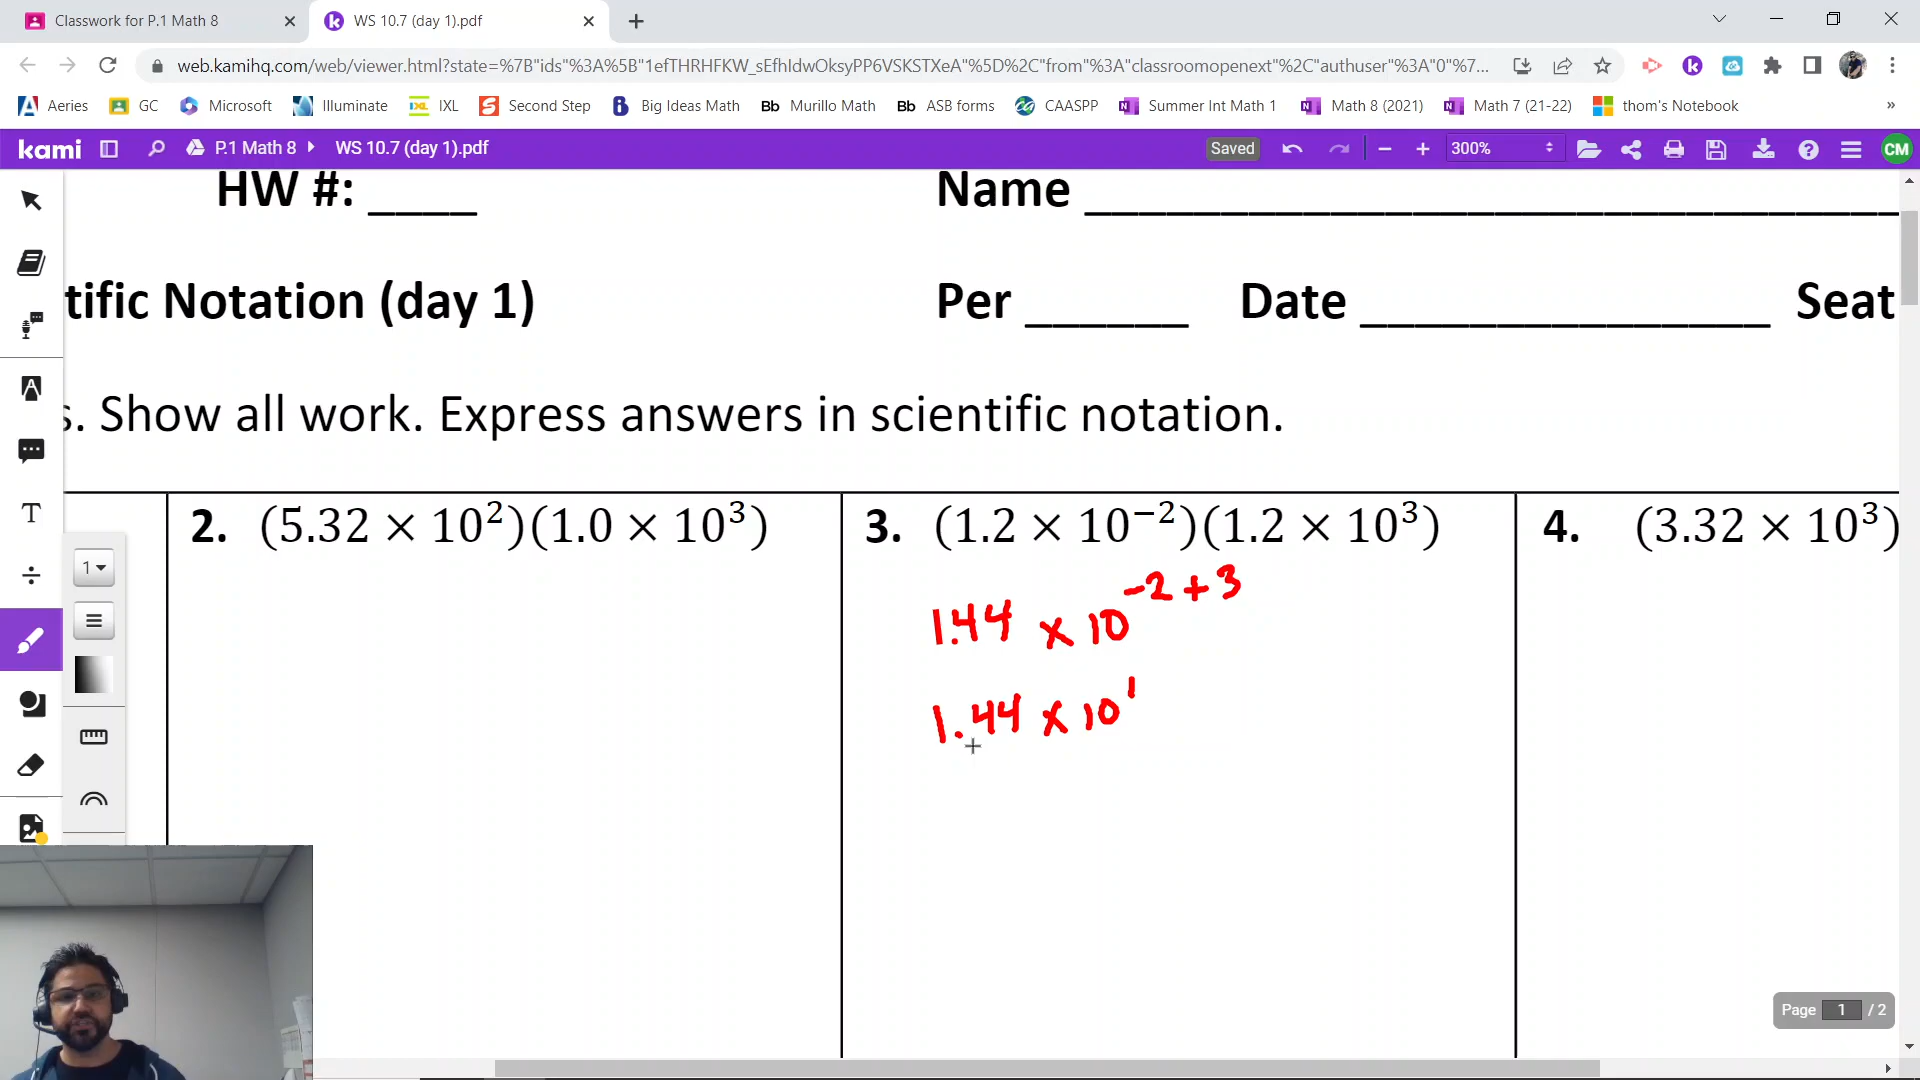 Classwork for P.1 Math 8
WS 10.7 (day 1).pdf
web.kamihq.com/web/viewer.html?state=%7B"ids"%3A%5B"1efTHRHFKW_sEfhIdwOksyPP6VSKSTXeA"%5D%2C"from"%3A"classroomopenext"%2C"authuser"%3A"0"%7...
Aeries GC Microsoft Illuminate IXL Second Step Big Ideas Math Bb Murillo Math Bb ASB forms CAASPP Summer Int Math 1 Math 8 (2021) Math 7 (21-22) thom's Notebook »
kami P.1 Math 8 WS 10.7 (day 1).pdf Saved 300% CM
HW #: ____ Name ______________________________
tific Notation (day 1) Per ______ Date _______________ Seat
s. Show all work. Express answers in scientific notation.
2. (5.32 × 10²)(1.0 × 10³) 3. (1.2 × 10⁻²)(1.2 × 10³) 4. (3.32 × 10³)
1.44 x 10⁻²⁺³
1.44 x 10¹
1
Page 1 / 2